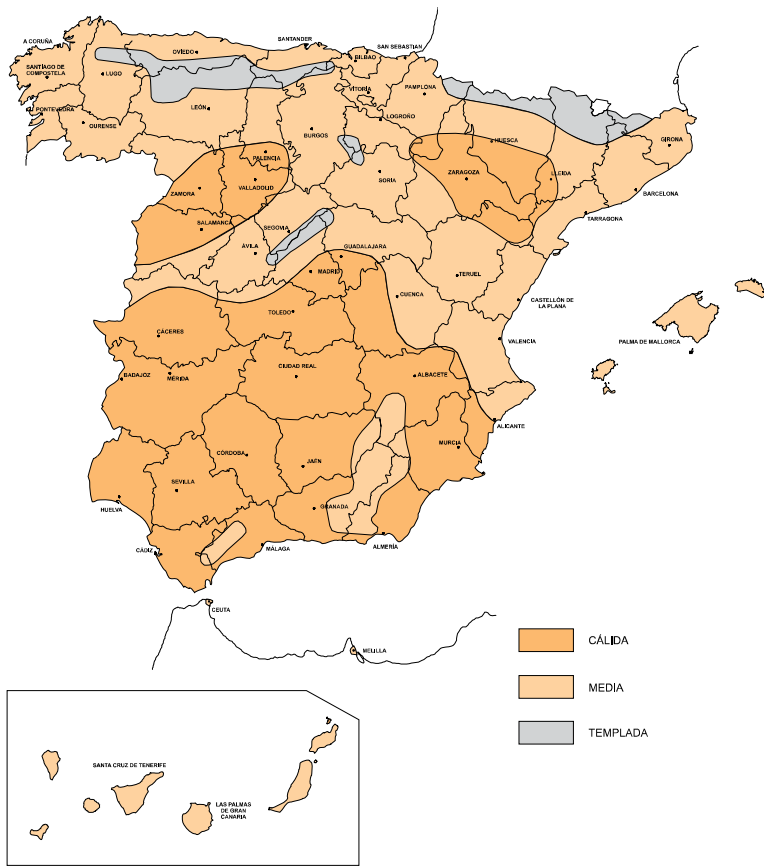 A CORUÑA
SANTIAGO DE
COMPOSTELA
LUGO
OVÍEDO
SANTANDER
BILBAO
SAN SEBASTIAN
VÍTORÍA
PAMPLONA
PONTEVEDRA
OURENSE
LEÓN
BURGOS
LOGROÑO
HUESCA
GIRONA
PALENCIA
ZAMORA
VALLADOLID
SORIA
ZARAGOZA
LLEIDA
BARCELONA
TARRAGONA
SALAMANCA
SEGOVIA
ÁVILA
GUADALAJARA
MADRID
TERUEL
CUENCA
CASTELLÓN DE
LA PLANA
TOLEDO
CÁCERES
VALENCIA
PALMA DE MALLORCA
BADAJOZ
MÉRIDA
CIUDAD REAL
ALBACETE
ALICANTE
MURCIA
CÓRDOBA
JAÉN
SEVILLA
HUELVA
GRANADA
CÁDIZ
MÁLAGA
ALMERÍA
CEUTA
MELILLA
CÁLIDA
MEDIA
TEMPLADA
SANTA CRUZ DE TENERIFE
LAS PALMAS
DE GRAN
CANARIA